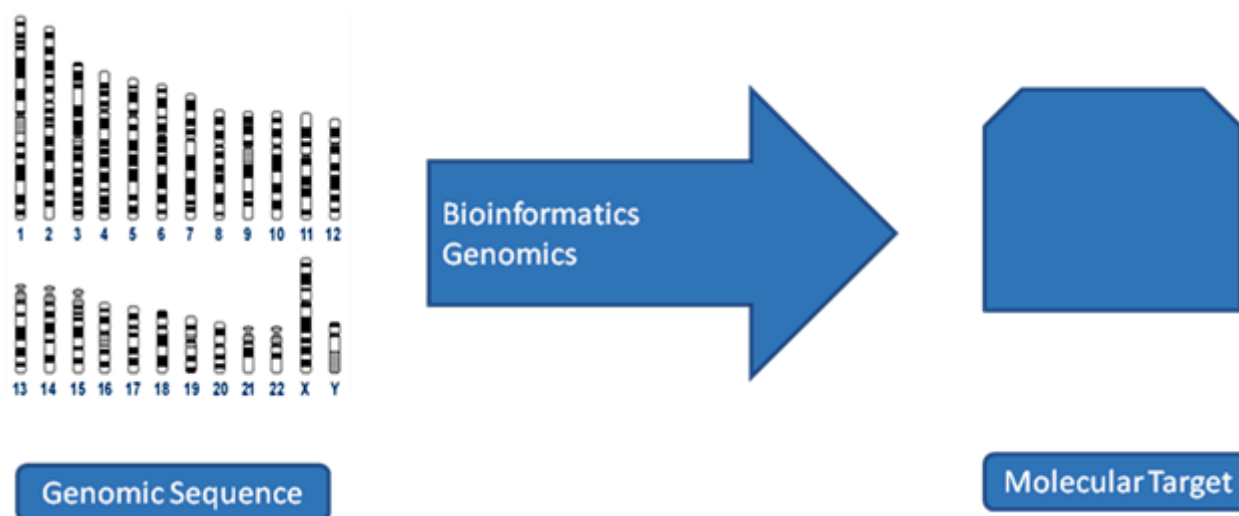 1 2 3 4 5 6 7 8 9 10 11 12
Bioinformatics
Genomics
13 14 15 16 17 18 19 20 21 22 X Y
Genomic Sequence
Molecular Target